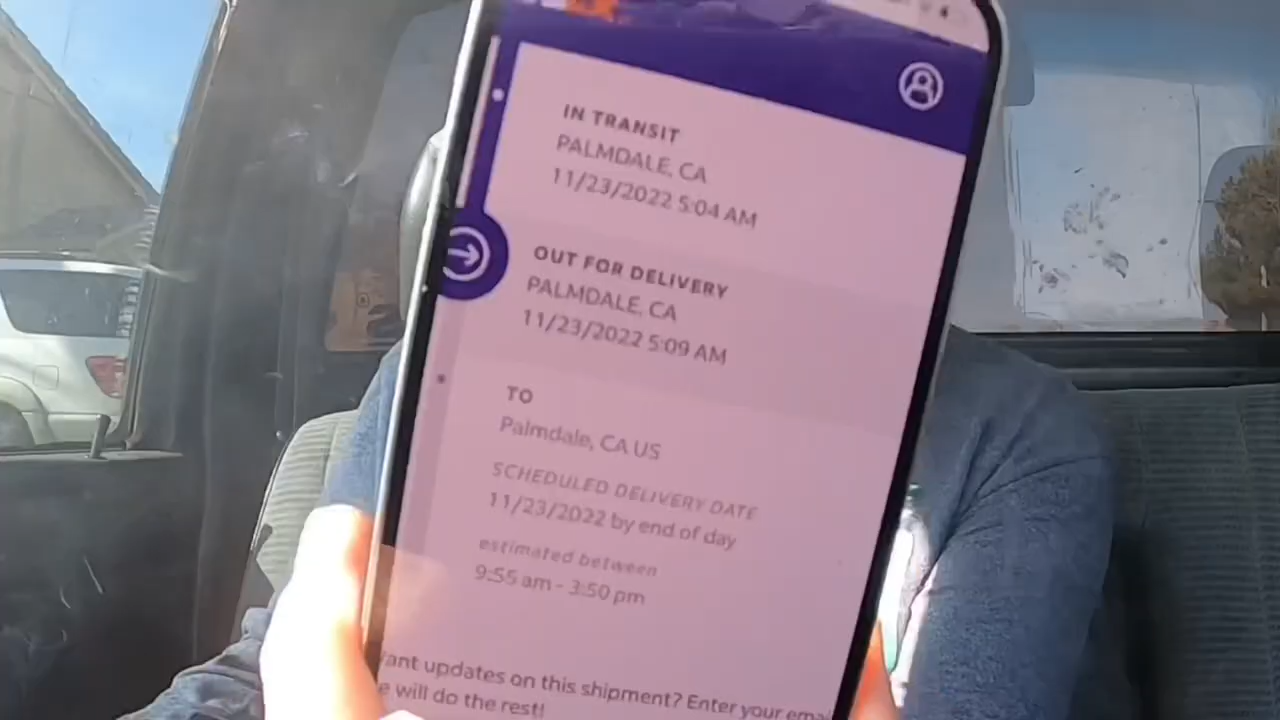 IN TRANSIT
PALMDALE, CA
11/23/2022 5:04 AM
OUT FOR DELIVERY
PALMDALE, CA
11/23/2022 5:09 AM
TO
Palmdale, CA US
SCHEDULED DELIVERY DATE
11/23/2022 by end of day
estimated between
9:55 am - 3:50 pm
ant updates on this shipment? Enter your emai
e will do the rest!